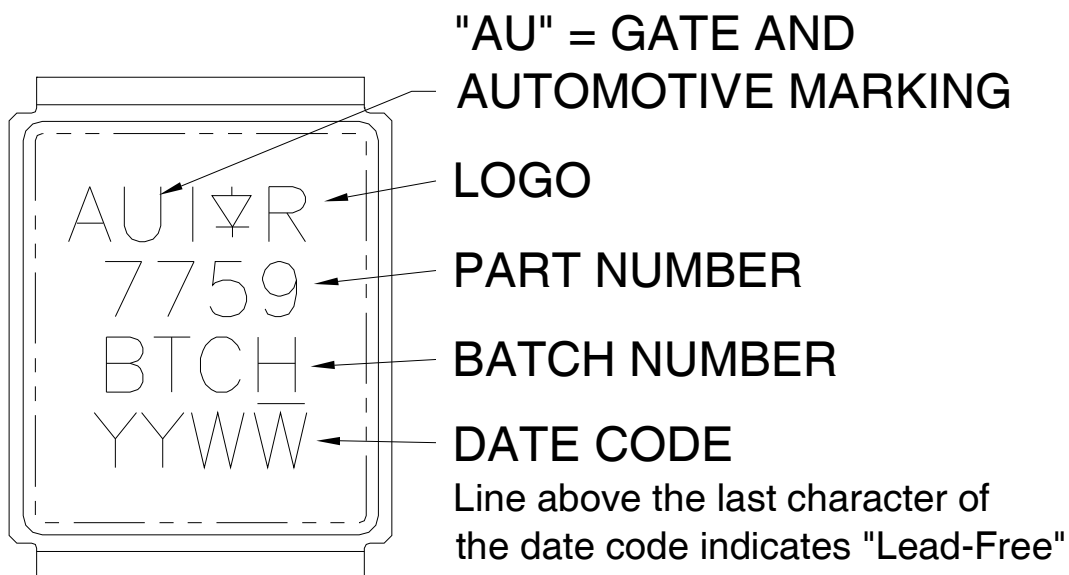 "AU" = GATE AND
AUTOMOTIVE MARKING
AUI R
LOGO
7759
PART NUMBER
BTCH
BATCH NUMBER
YYWW
DATE CODE
Line above the last character of
the date code indicates "Lead-Free"